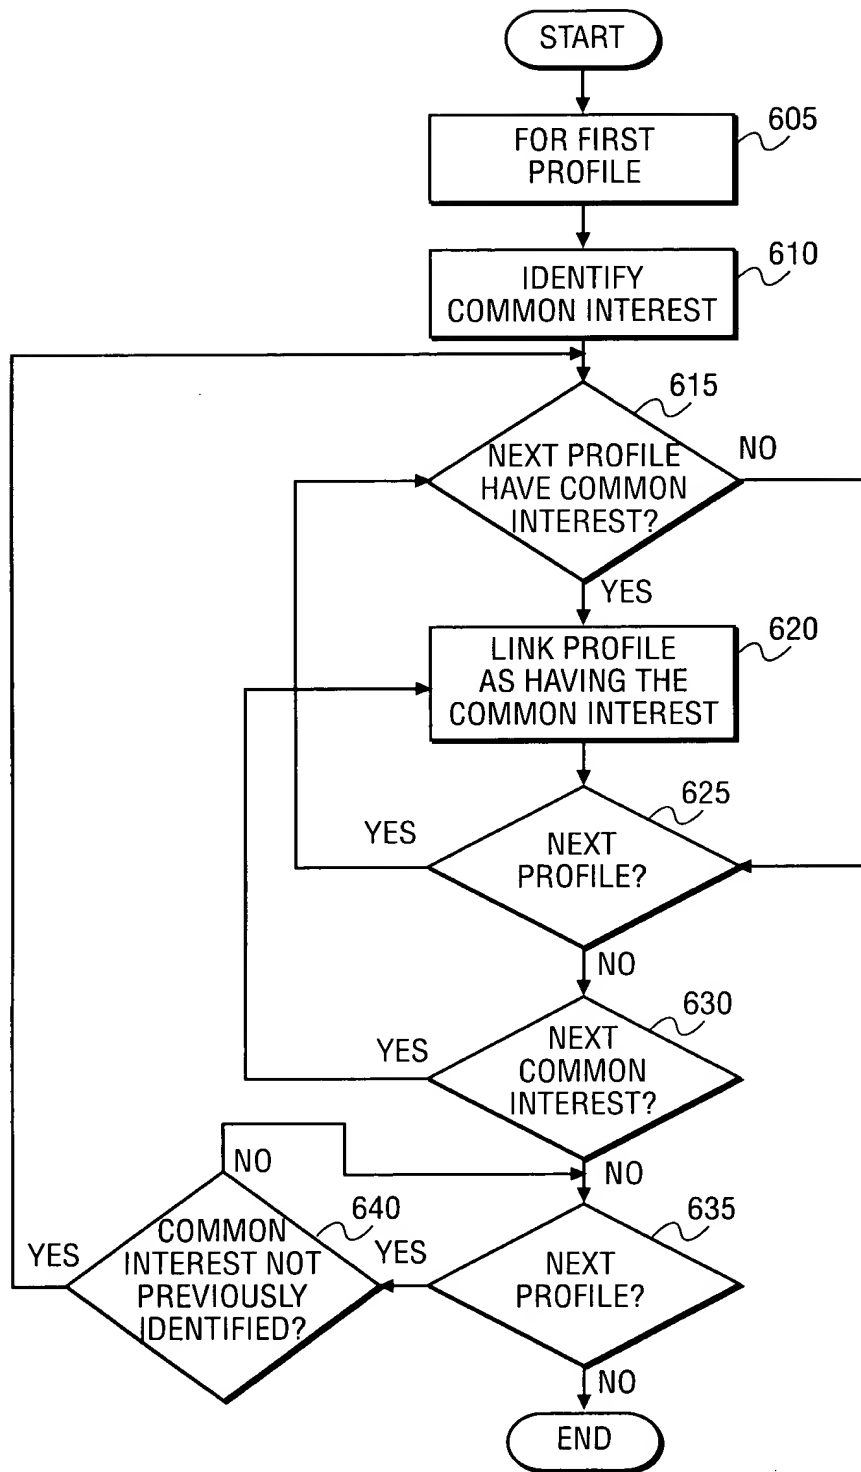 START
605
FOR FIRST
PROFILE
610
IDENTIFY
COMMON INTEREST
615
NEXT PROFILE
HAVE COMMON
INTEREST?
NO
YES
620
LINK PROFILE
AS HAVING THE
COMMON INTEREST
625
YES
NEXT
PROFILE?
NO
630
YES
NEXT
COMMON
INTEREST?
NO
NO
640
635
YES
COMMON
INTEREST NOT
PREVIOUSLY
IDENTIFIED?
YES
NEXT
PROFILE?
NO
END